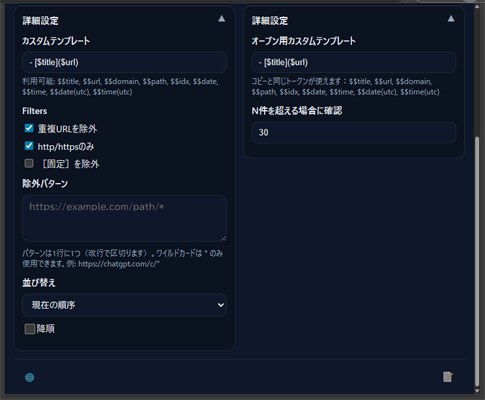 詳細設定
カスタムテンプレート
- [$title]($url)
利用可能: $$title, $$url, $$domain, $$path, $$idx, $$date, $$time, $$date(utc), $$time(utc)
Filters
重複URLを除外
http/httpsのみ
［固定］を除外
除外パターン
https://example.com/path/*
パターンは1行に1つ（改行で区切ります）。ワイルドカードは * のみ
使用できます。例: https://chatgpt.com/c/*
並び替え
現在の順序
降順
詳細設定
オープン用カスタムテンプレート
- [$title]($url)
コピーと同じトークンが使えます：$$title, $$url, $$domain,
$$path, $$idx, $$date, $$time, $$date(utc), $$time(utc)
N件を超える場合に確認
30